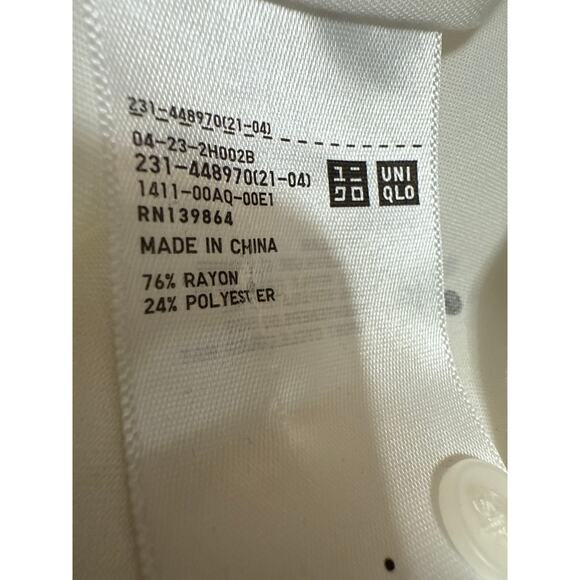 231-448970(21-04)
04-23-2H002B
231-448970(21-04)
1411-00AQ-00E1
RN139864
MADE IN CHINA
76% RAYON
24% POLYESTER
ユニ
クロ
UNI
QLO